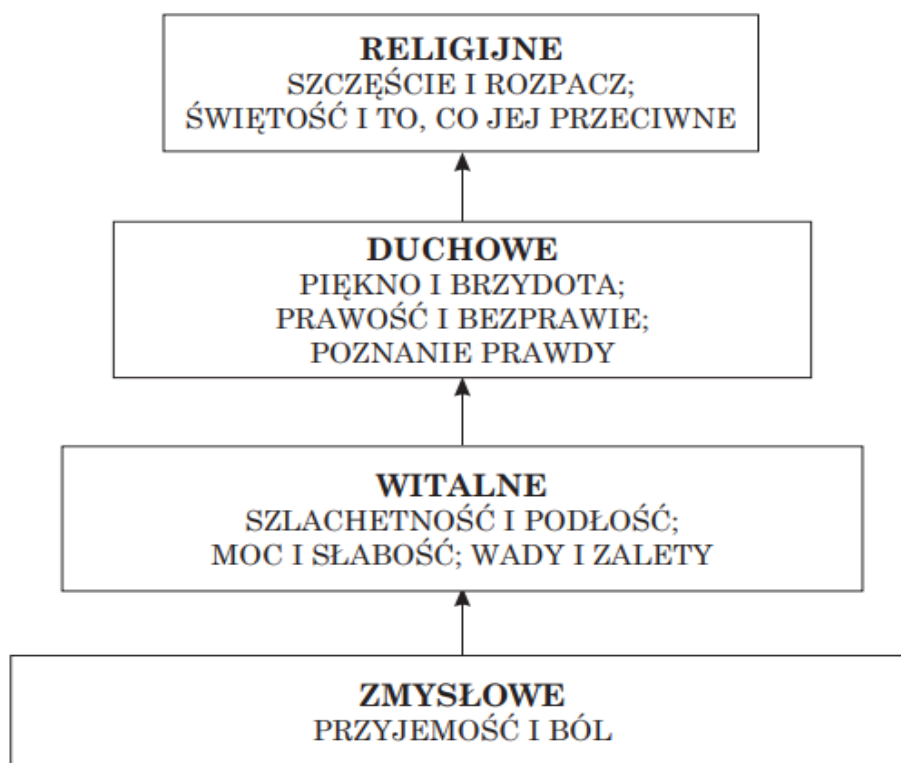 RELIGIJNE
SZCZĘŚCIE I ROZPACZ;
ŚWIĘTOŚĆ I TO, CO JEJ PRZECIWNE
DUCHOWE
PIĘKNO I BRZYDOTA;
PRAWOŚĆ I BEZPRAWIE;
POZNANIE PRAWDY
WITALNE
SZLACHETNOŚĆ I PODŁOŚĆ;
MOC I SŁABOŚĆ; WADY I ZALETY
ZMYSŁOWE
PRZYJEMOŚĆ I BÓL